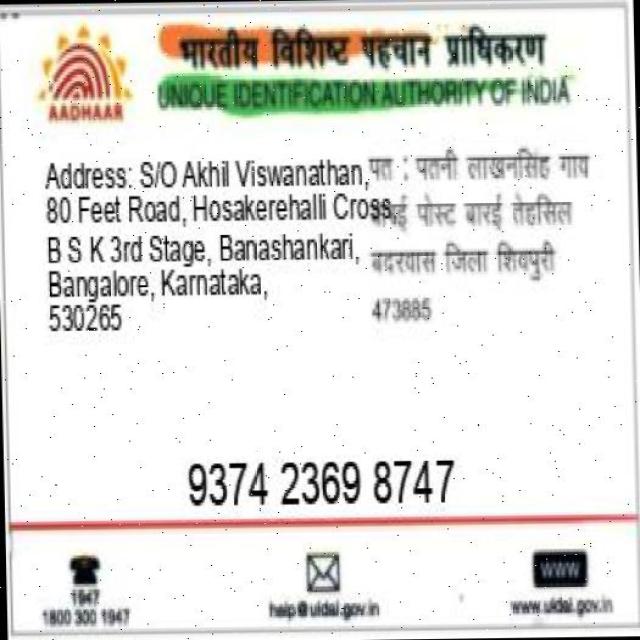 भारतीय विशिष्ट पहचान प्राधिकरण
AADHAAR
UNIQUE IDENTIFICATION AUTHORITY OF INDIA
Address: S/O Akhil Viswanathan,
80 Feet Road, Hosakerehalli Cross,
B S K 3rd Stage, Banashankari,
Bangalore, Karnataka,
530265
पत : पतनी लाखनसिंह गाव
पोस्ट बारई तेहसिल
बदरवास जिला शिवपुरी
473885
9374 2369 8747
1947
1800 300 1947
help@uidai.gov.in
www
www.uidai.gov.in